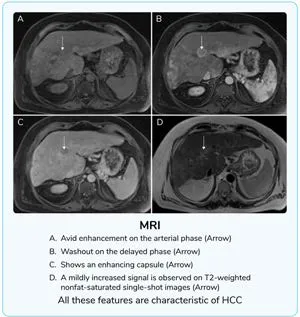 A
B
C
D
MRI
A. Avid enhancement on the arterial phase (Arrow)
B. Washout on the delayed phase (Arrow)
C. Shows an enhancing capsule (Arrow)
D. A mildly increased signal is observed on T2-weighted
nonfat-saturated single-shot images (Arrow)
All these features are characteristic of HCC